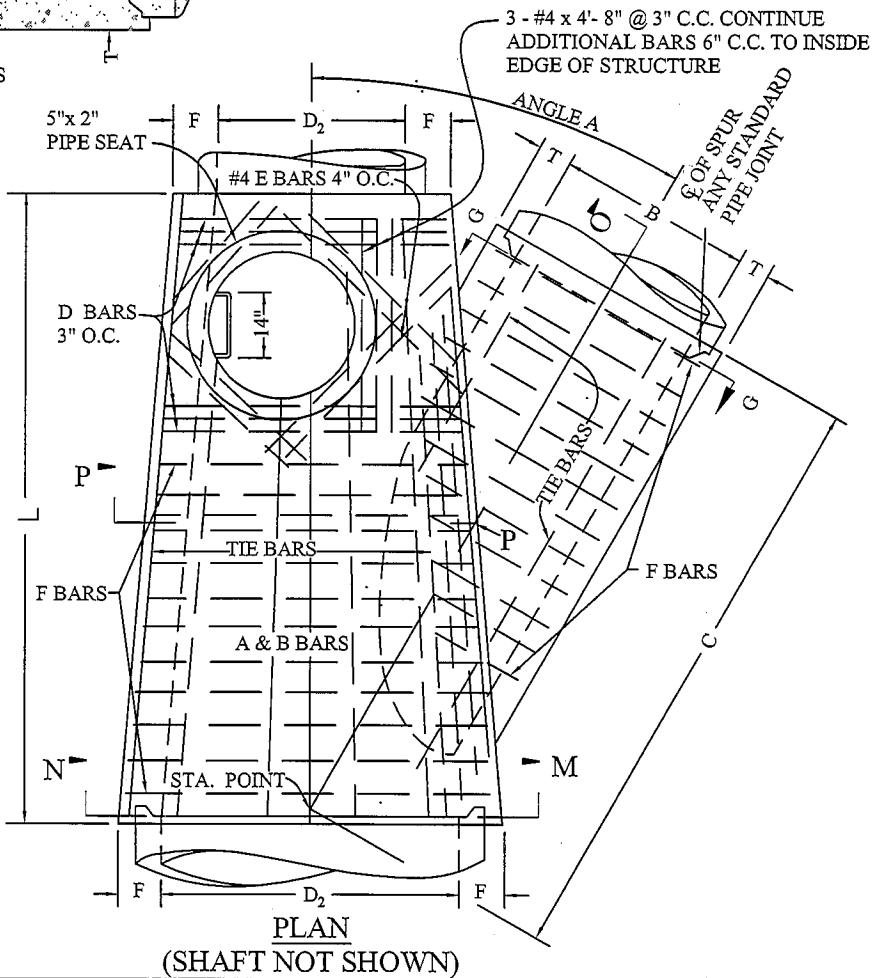 T
S
3 - #4 x 4'- 8" @ 3" C.C. CONTINUE
ADDITIONAL BARS 6" C.C. TO INSIDE
EDGE OF STRUCTURE
ANGLE A
5"x 2"
PIPE SEAT
F
D₂
F
#4 E BARS 4" O.C.
℄ OF SPUR
ANY STANDARD
PIPE JOINT
T
B
T
G
G
D BARS
3" O.C.
14"
P
P
L
TIE BARS
TIE BARS
F BARS
F BARS
A & B BARS
C
N
M
STA. POINT
F
D₂
F
PLAN
(SHAFT NOT SHOWN)